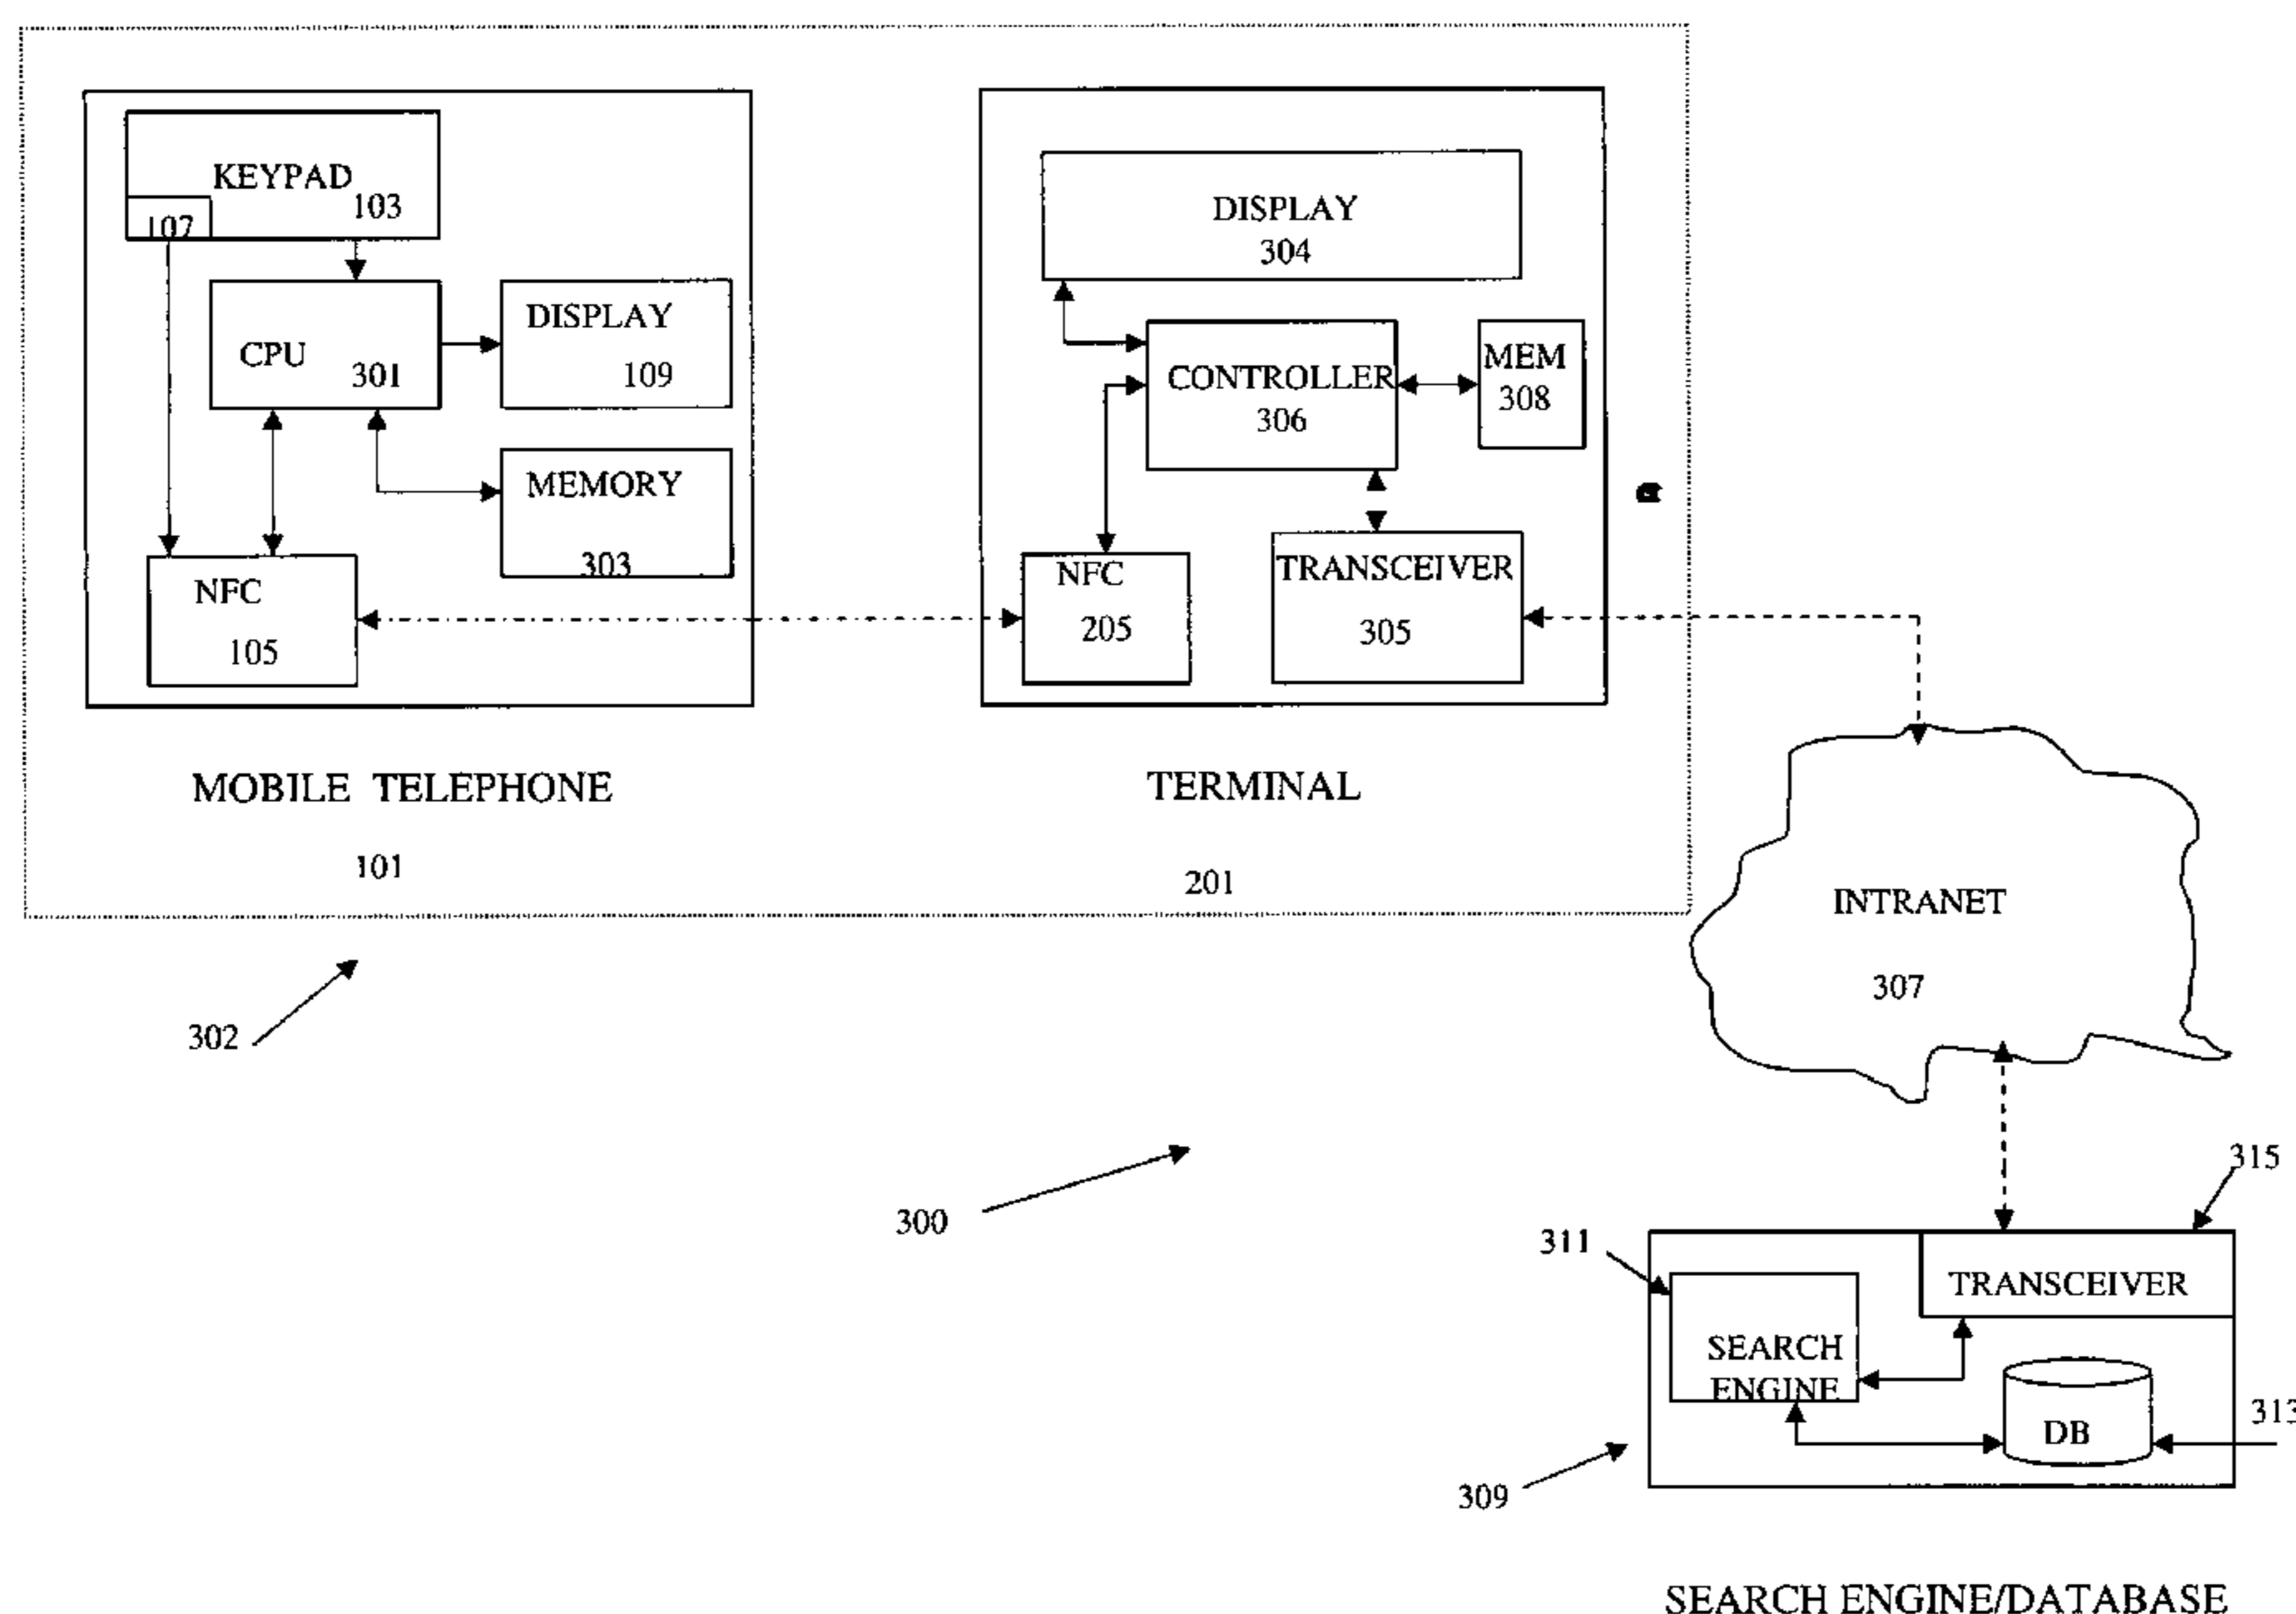 KEYPAD
103
107
CPU
301
DISPLAY
109
MEMORY
303
NFC
105
MOBILE TELEPHONE
101
DISPLAY
304
CONTROLLER
306
MEM
308
NFC
205
TRANSCEIVER
305
TERMINAL
201
302
300
INTRANET
307
315
311
TRANSCEIVER
SEARCH
ENGINE
DB
313
309
SEARCH ENGINE/DATABASE